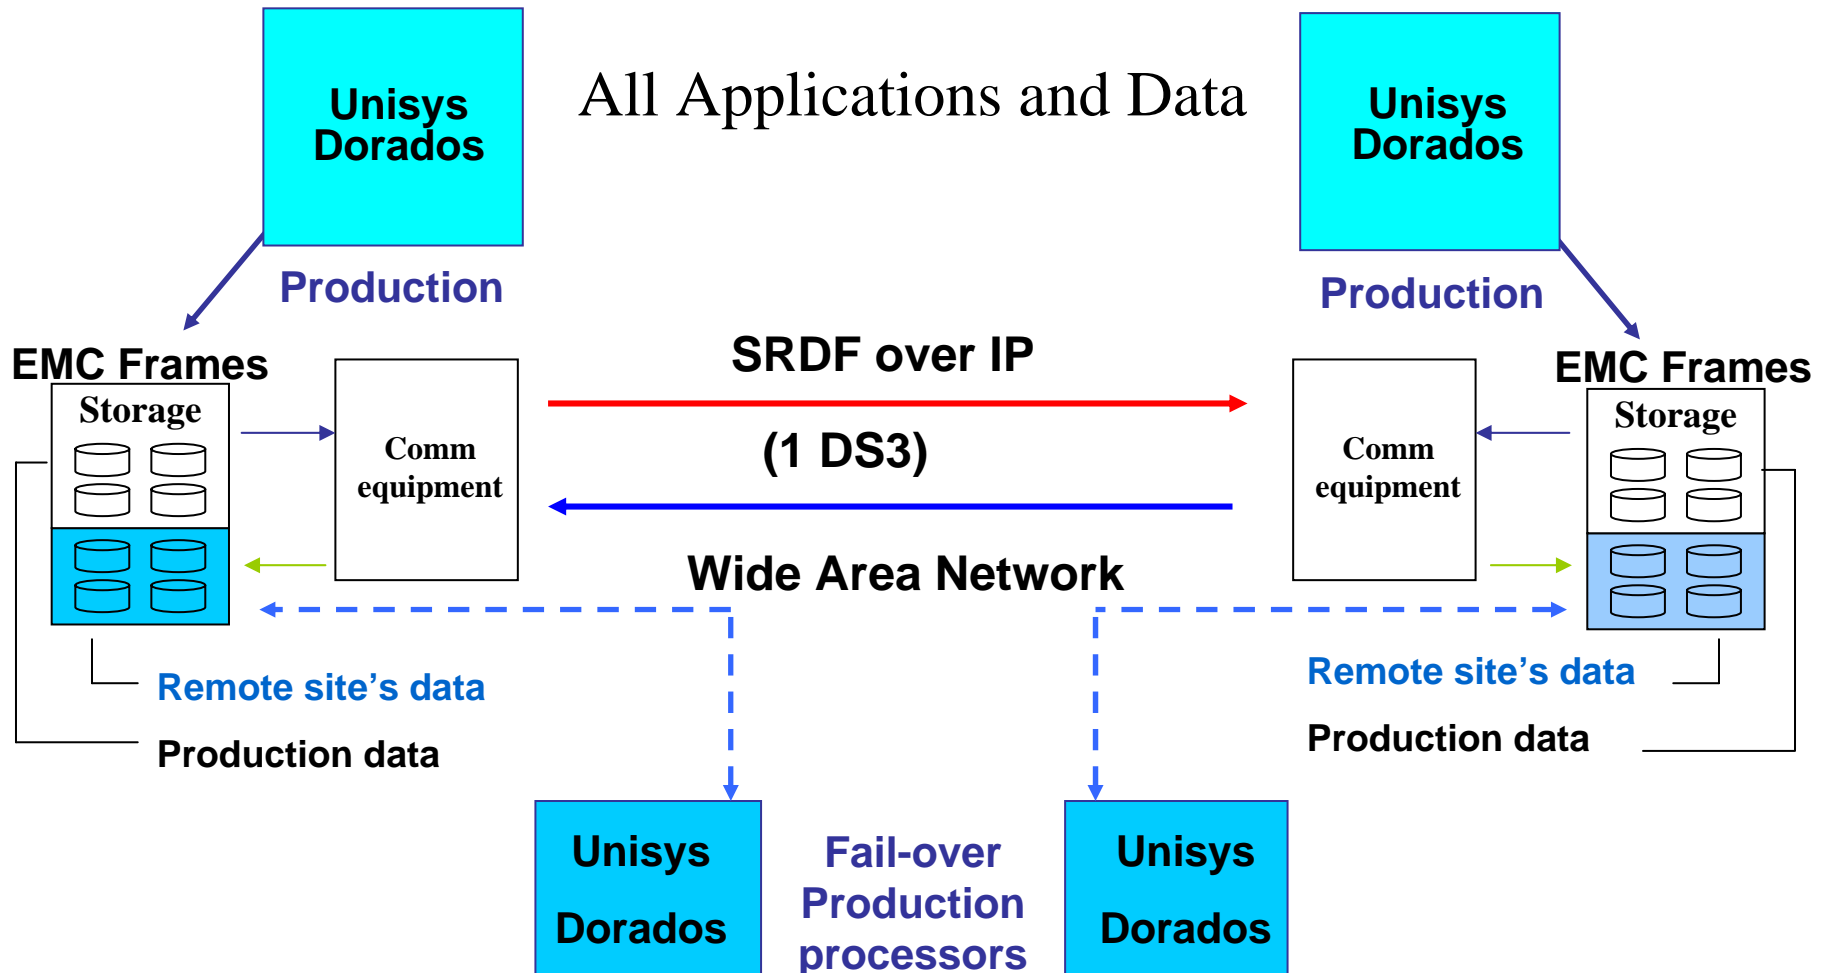 All Applications and Data
Unisys
Dorados
Unisys
Dorados
Production
Production
EMC Frames
Storage
Comm
equipment
SRDF over IP
(1 DS3)
Wide Area Network
Comm
equipment
EMC Frames
Storage
Remote site's data
Production data
Remote site's data
Production data
Unisys
Dorados
Fail-over
Production
processors
Unisys
Dorados